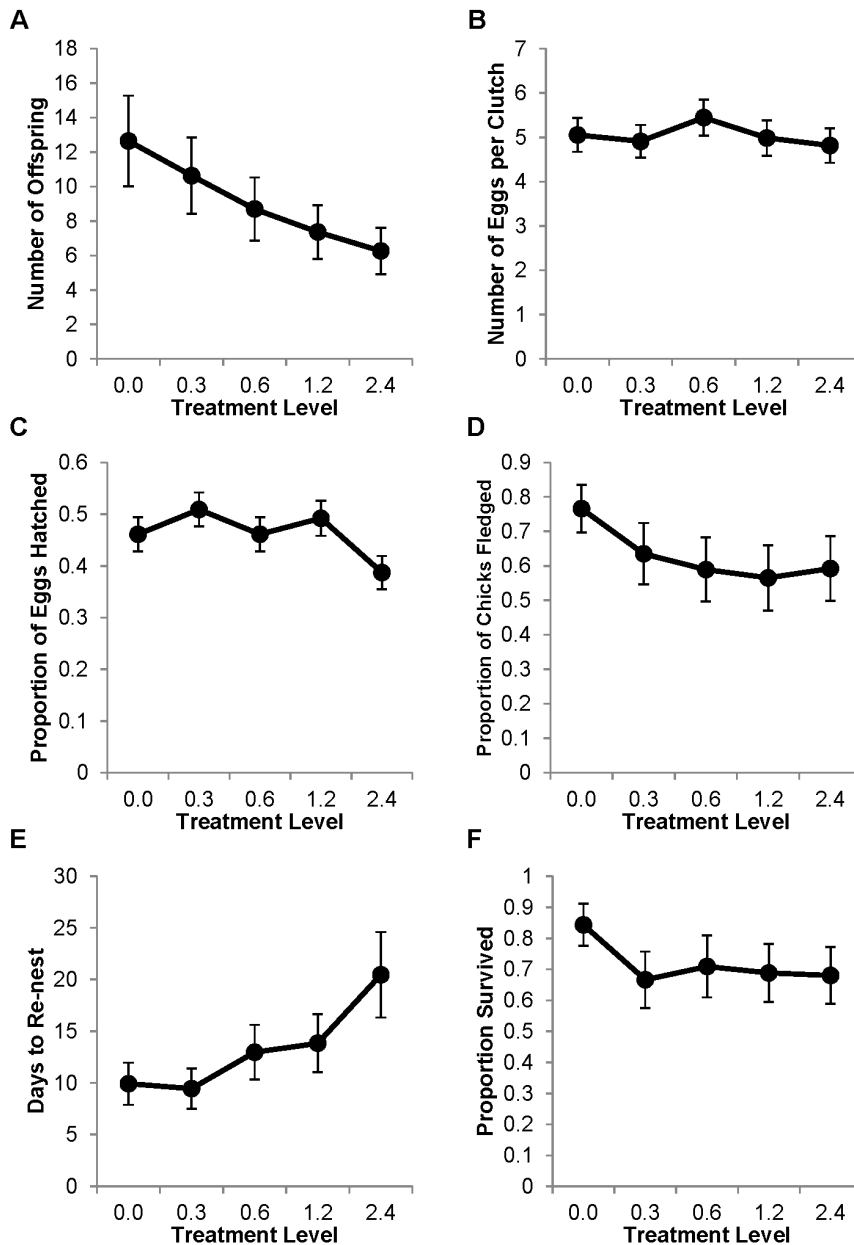 A
Number of Offspring
18
16
14
12
10
8
6
4
2
0
0.0 0.3 0.6 1.2 2.4
Treatment Level
B
Number of Eggs per Clutch
7
6
5
4
3
2
1
0
0.0 0.3 0.6 1.2 2.4
Treatment Level
C
Proportion of Eggs Hatched
0.6
0.5
0.4
0.3
0.2
0.1
0
0.0 0.3 0.6 1.2 2.4
Treatment Level
D
Proportion of Chicks Fledged
0.9
0.8
0.7
0.6
0.5
0.4
0.3
0.2
0.1
0
0.0 0.3 0.6 1.2 2.4
Treatment Level
E
Days to Re-nest
30
25
20
15
10
5
0
0.0 0.3 0.6 1.2 2.4
Treatment Level
F
Proportion Survived
1
0.9
0.8
0.7
0.6
0.5
0.4
0.3
0.2
0.1
0
0.0 0.3 0.6 1.2 2.4
Treatment Level